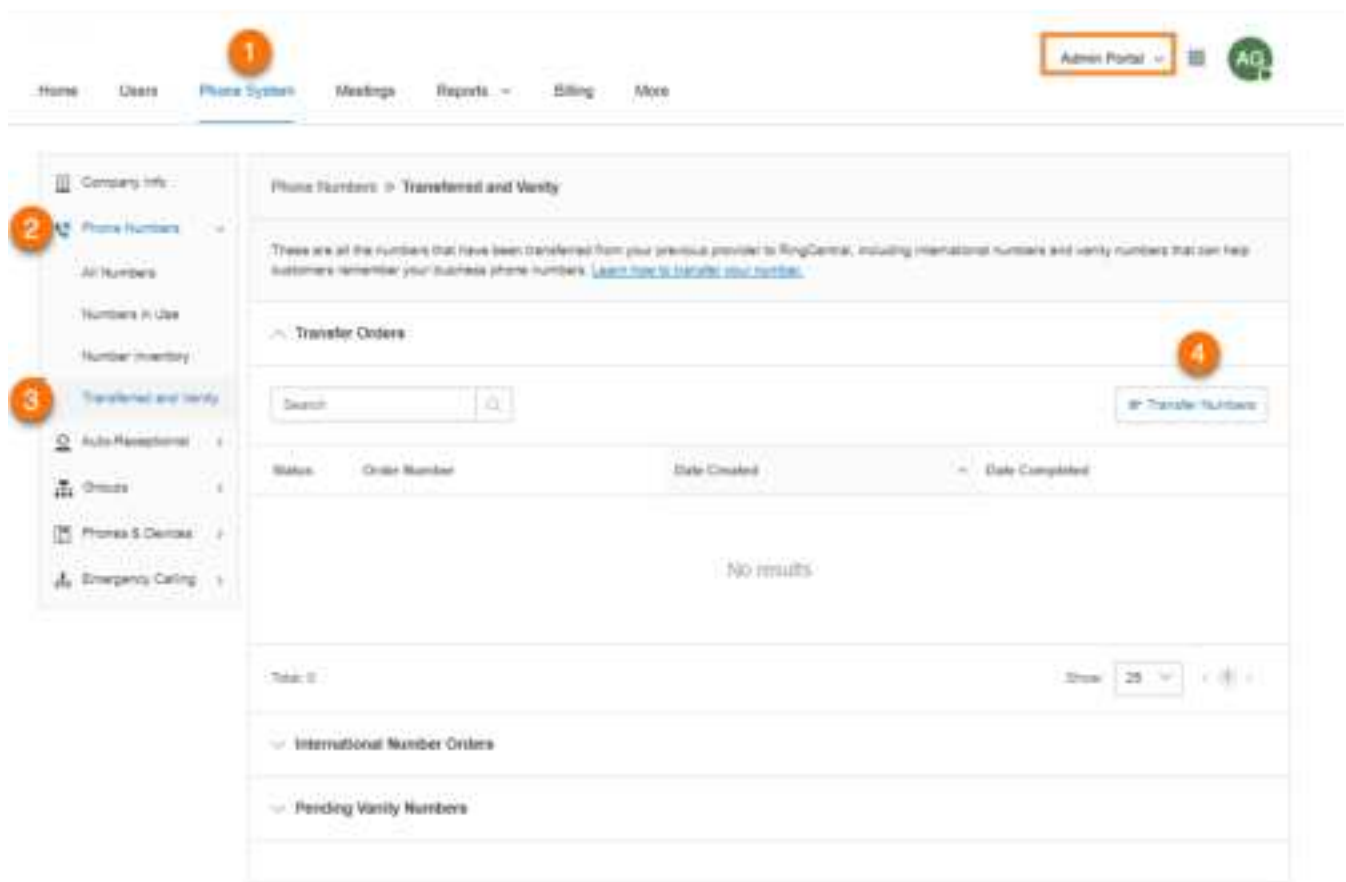 1
Admin Portal
AG
Home Users Phone System Meetings Reports Billing More
Company Info
Phone Numbers > Transferred and Vanity
2
Phone Numbers
These are all the numbers that have been transferred from your previous provider to RingCentral, including international numbers and vanity numbers that can help
customers remember your business phone numbers. Learn how to transfer your number.
All Numbers
Numbers in Use
Transfer Orders
Number Inventory
4
3
Transferred and Vanity
Search
Transfer Numbers
Auto-Receptionist
Status Order Number Date Created Date Completed
Groups
Phones & Devices
Emergency Calling
No results
Total: 0
Show 25 1
International Number Orders
Pending Vanity Numbers